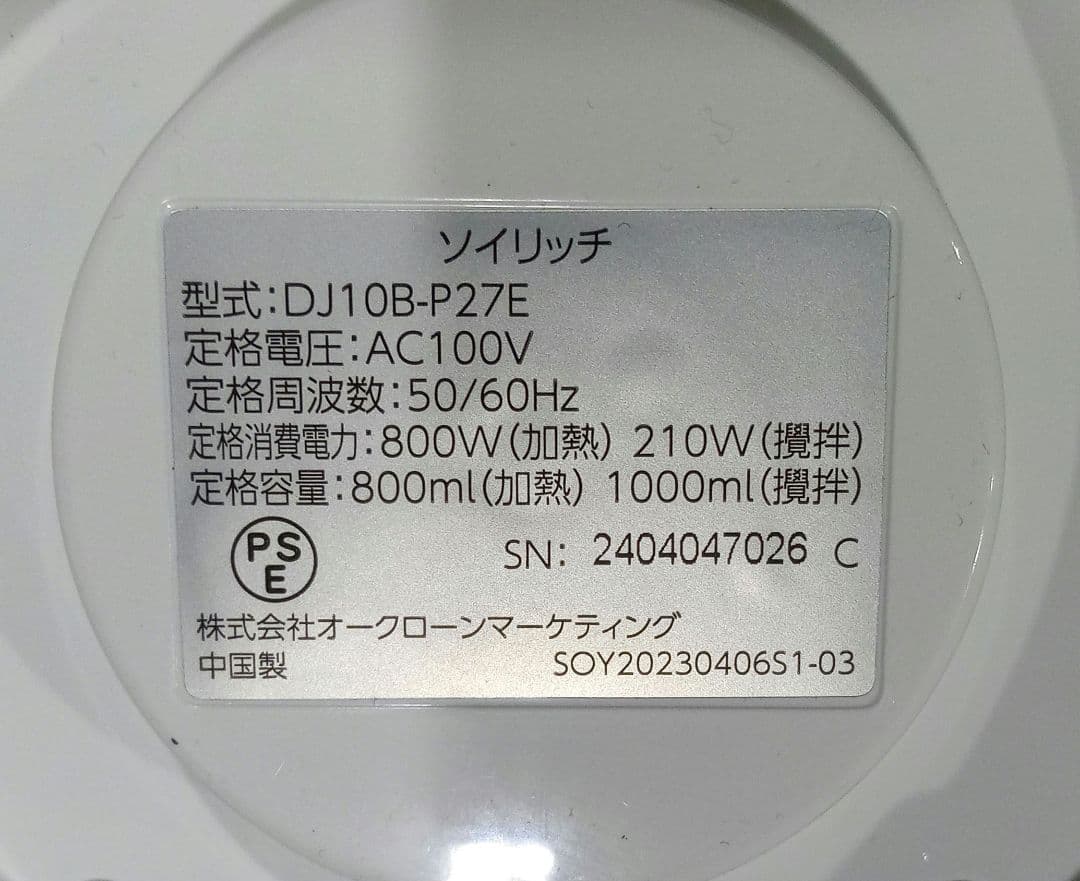 ソイリッチ
型式:DJ10B-P27E
定格電圧:AC100V
定格周波数:50/60Hz
定格消費電力:800W(加熱) 210W(攪拌)
定格容量:800ml(加熱) 1000ml(攪拌)
PSE
SN: 2404047026 C
株式会社オークローンマーケティング
中国製
SOY20230406S1-03